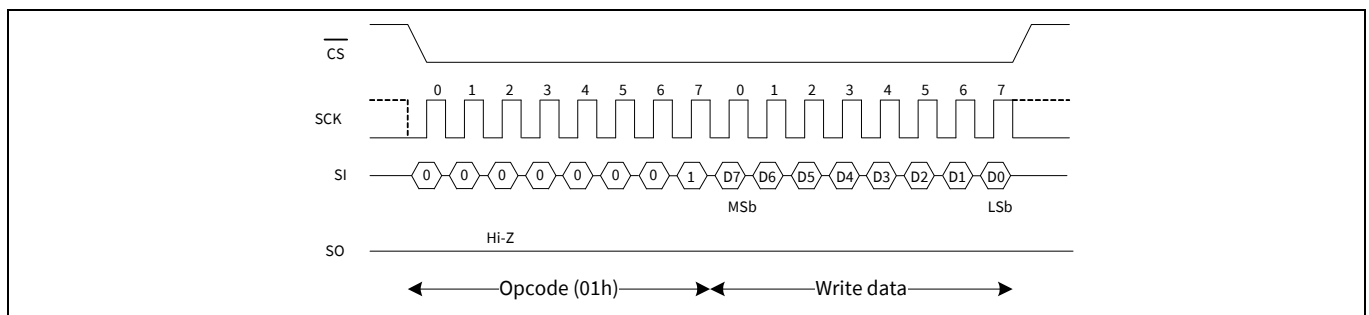 CS
0 1 2 3 4 5 6 7 0 1 2 3 4 5 6 7
SCK
SI 0 0 0 0 0 0 0 1 D7 D6 D5 D4 D3 D2 D1 D0
MSb LSb
Hi-Z
SO
Opcode (01h) Write data